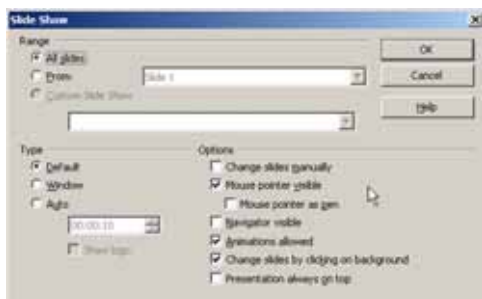 Slide Show
Range
All slides
OK
From:
Slide 1
Cancel
Custom Slide Show
Help
Type
Options
Default
Change slides manually
Window
Mouse pointer visible
Auto
Mouse pointer as pen
00:00:10
Navigator visible
Show logo
Animations allowed
Change slides by clicking on background
Presentation always on top